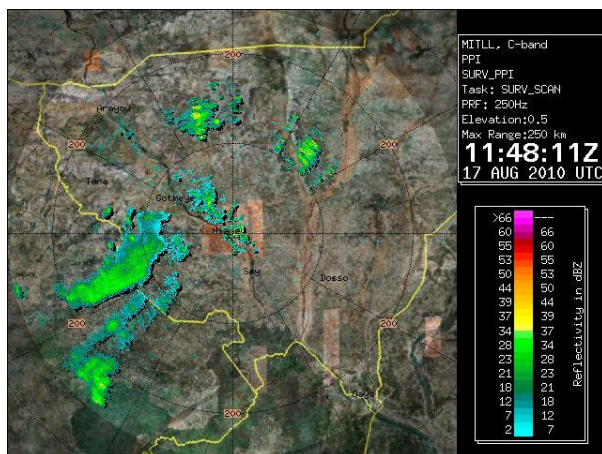 MITLL, C-band
PPI
SURV_PPI
Task: SURV_SCAN
PRF: 250Hz
Elevation:0.5
Max Range:250 km
11:48:11Z
17 AUG 2010 UTC
200
200
200
Arayou
Tera
Gotheye
Niamey
Say
Dosso
200
200
200
Gaya
>66 ---
60 66
55 60
53 55
50 53
44 50
39 44
37 39
34 37
28 34
23 28
21 23
18 21
12 18
7 12
2 7
Reflectivity in dBZ